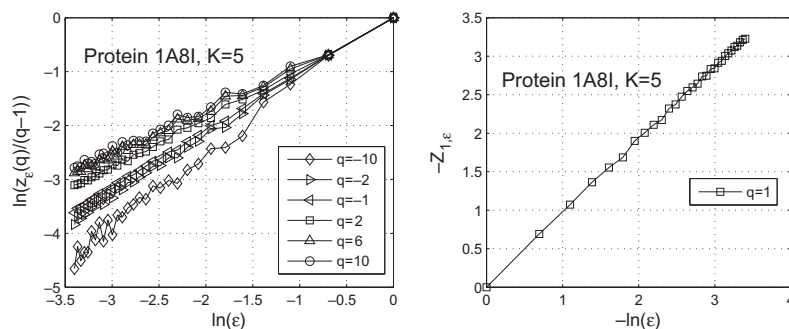 Protein 1A8I, K=5
ln(z_ε(q)/(q−1))
0
−1
−2
−3
−4
−5
q=−10
q=−2
q=−1
q=2
q=6
q=10
−3.5 −3 −2.5 −2 −1.5 −1 −0.5 0
ln(ε)
Protein 1A8I, K=5
−Z_{1,ε}
3.5
3
2.5
2
1.5
1
0.5
0
q=1
0 1 2 3 4
−ln(ε)